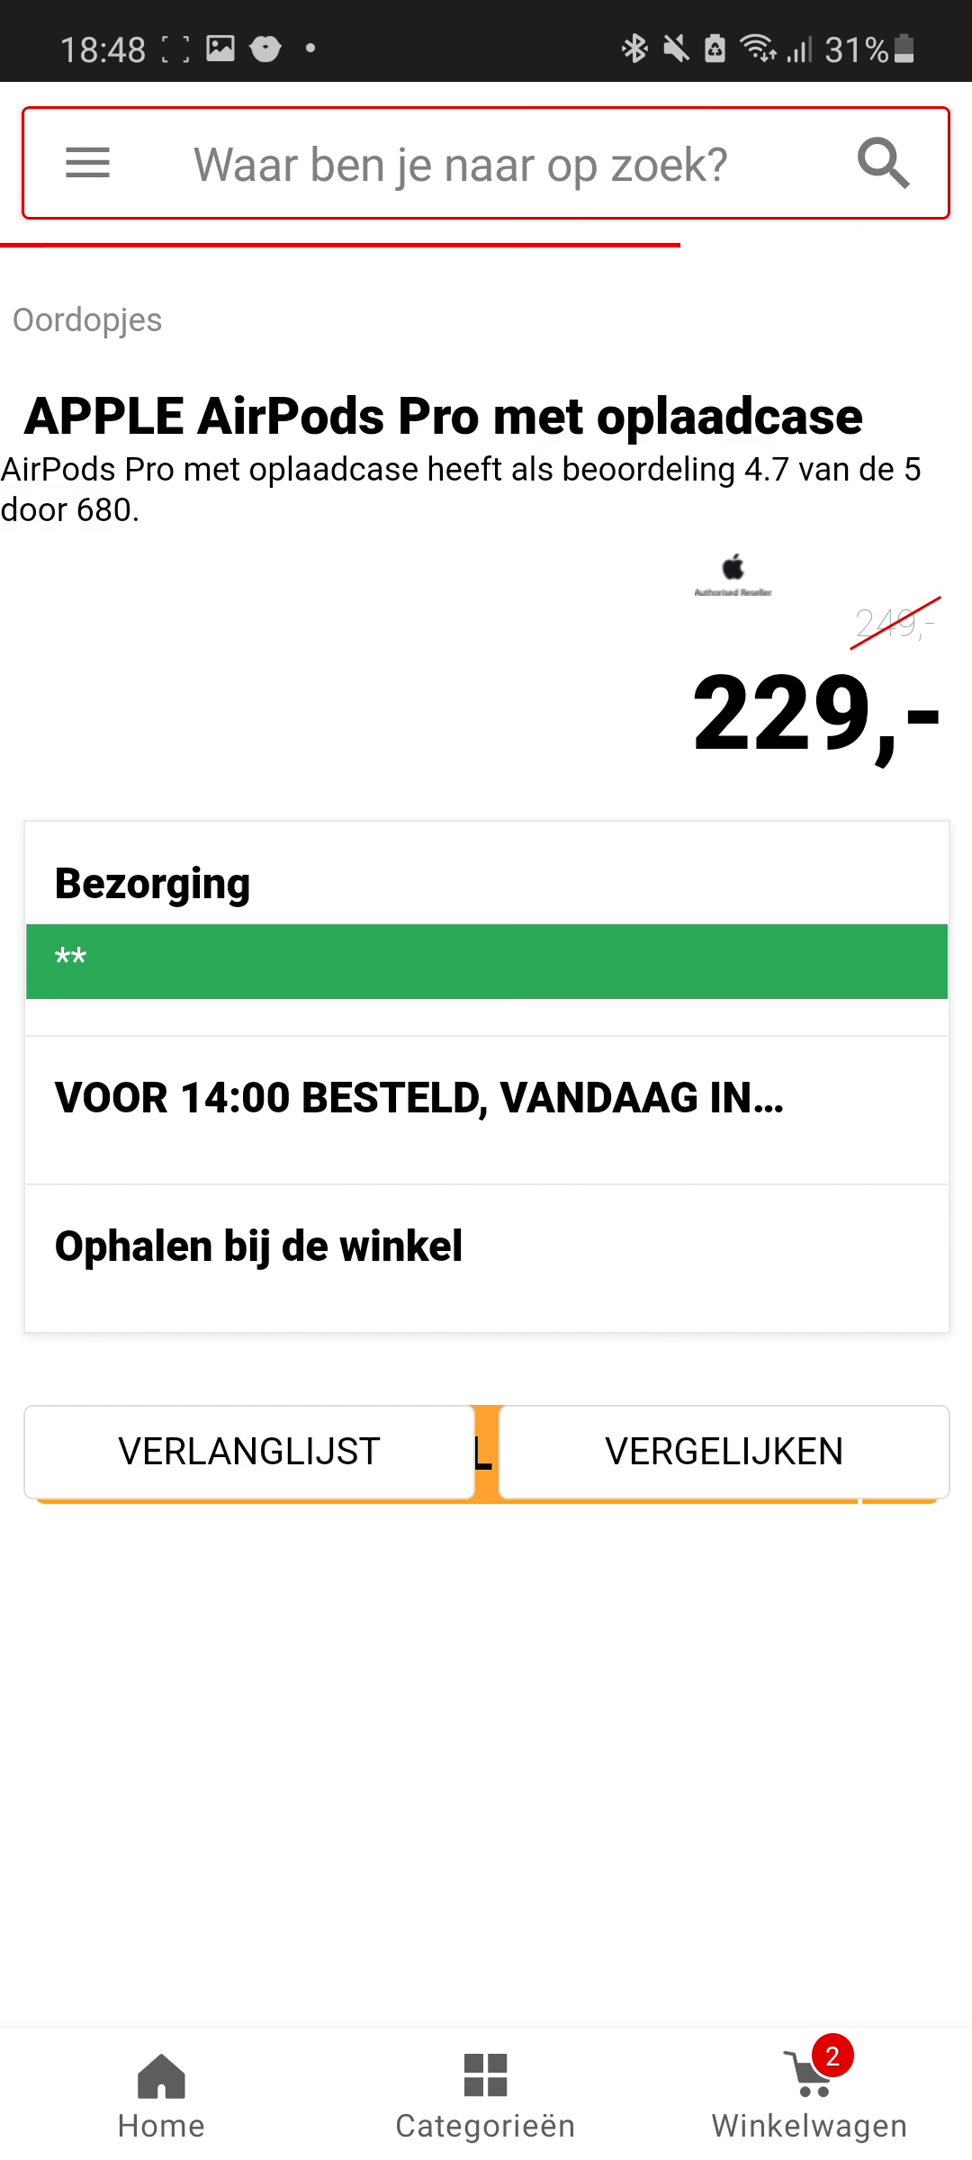 18:48
31%
Waar ben je naar op zoek?
Oordopjes
APPLE AirPods Pro met oplaadcase
AirPods Pro met oplaadcase heeft als beoordeling 4.7 van de 5
door 680.
Authorised Reseller
249,-
229,-
Bezorging
**
VOOR 14:00 BESTELD, VANDAAG IN...
Ophalen bij de winkel
VERLANGLIJST
L
VERGELIJKEN
2
Home
Categorieën
Winkelwagen